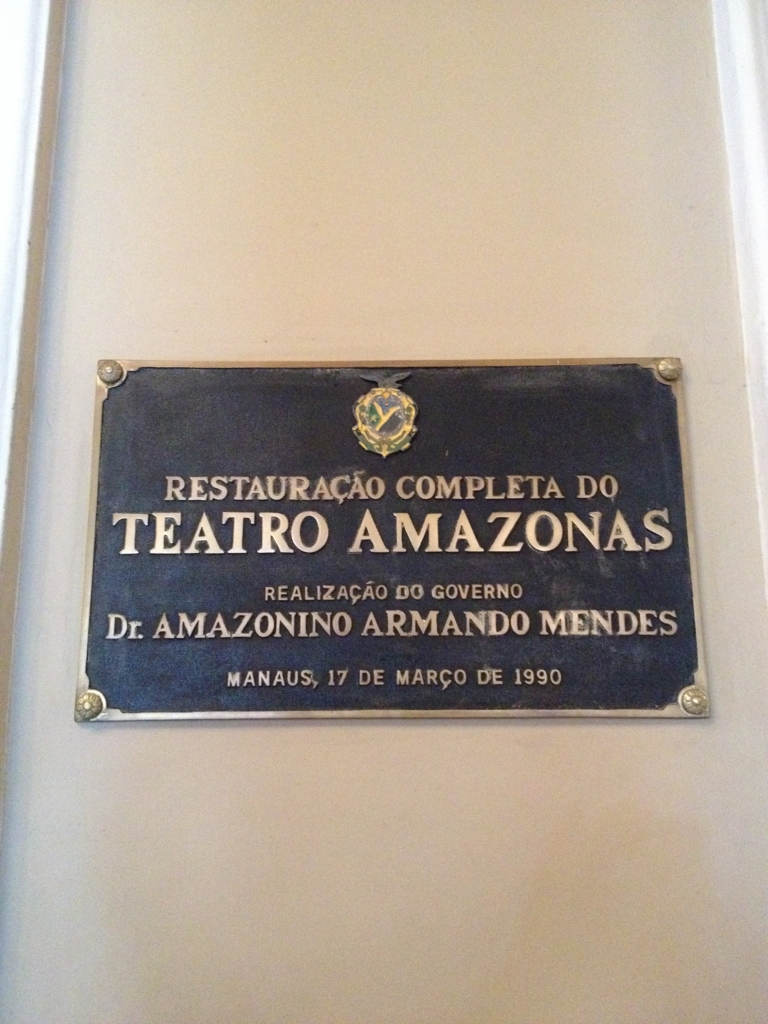 RESTAURAÇÃO COMPLETA DO
TEATRO AMAZONAS
REALIZAÇÃO DO GOVERNO
Dr. AMAZONINO ARMANDO MENDES
MANAUS, 17 DE MARÇO DE 1990